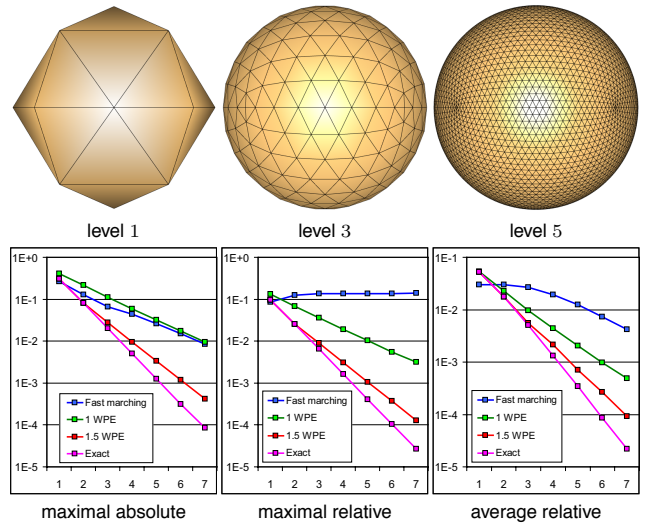 level 1
level 3
level 5
1E+0
1E-1
1E-2
1E-3
1E-4
1E-5
Fast marching
1 WPE
1.5 WPE
Exact
1 2 3 4 5 6 7
maximal absolute
1E+0
1E-1
1E-2
1E-3
1E-4
1E-5
Fast marching
1 WPE
1.5 WPE
Exact
1 2 3 4 5 6 7
maximal relative
1E-1
1E-2
1E-3
1E-4
1E-5
Fast marching
1 WPE
1.5 WPE
Exact
1 2 3 4 5 6 7
average relative